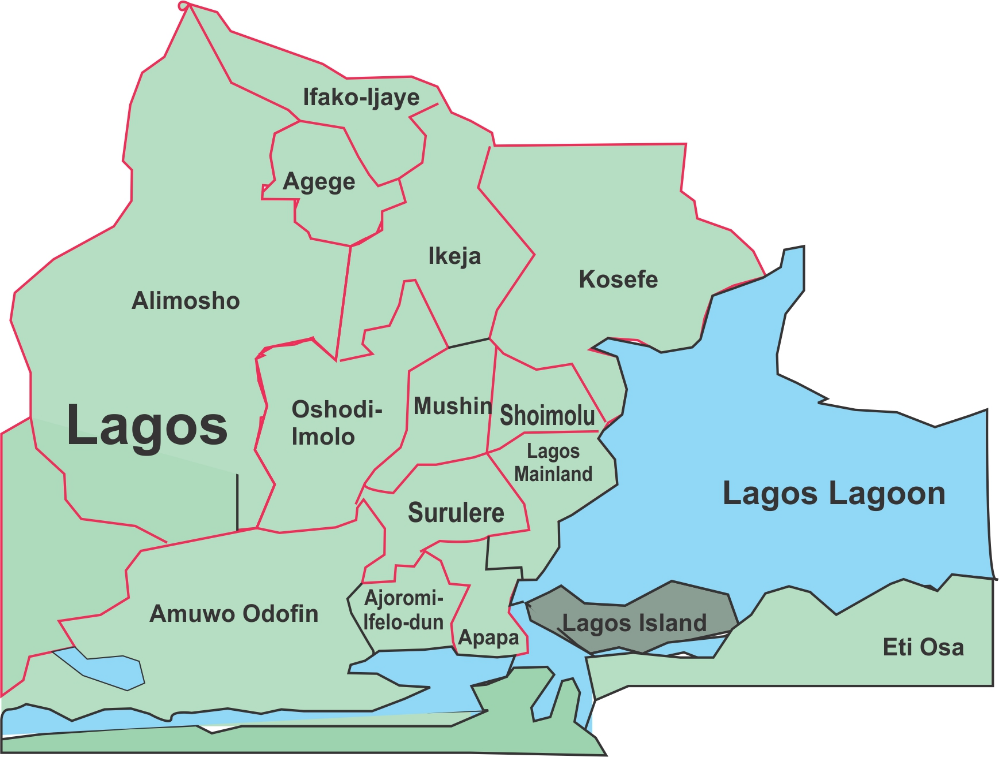 Ifako-Ijaye
Agege
Ikeja
Kosefe
Alimosho
Lagos
Oshodi-
Imolo
Mushin
Shoimolu
Lagos
Mainland
Lagos Lagoon
Surulere
Amuwo Odofin
Ajoromi-
Ifelo-dun
Apapa
Lagos Island
Eti Osa